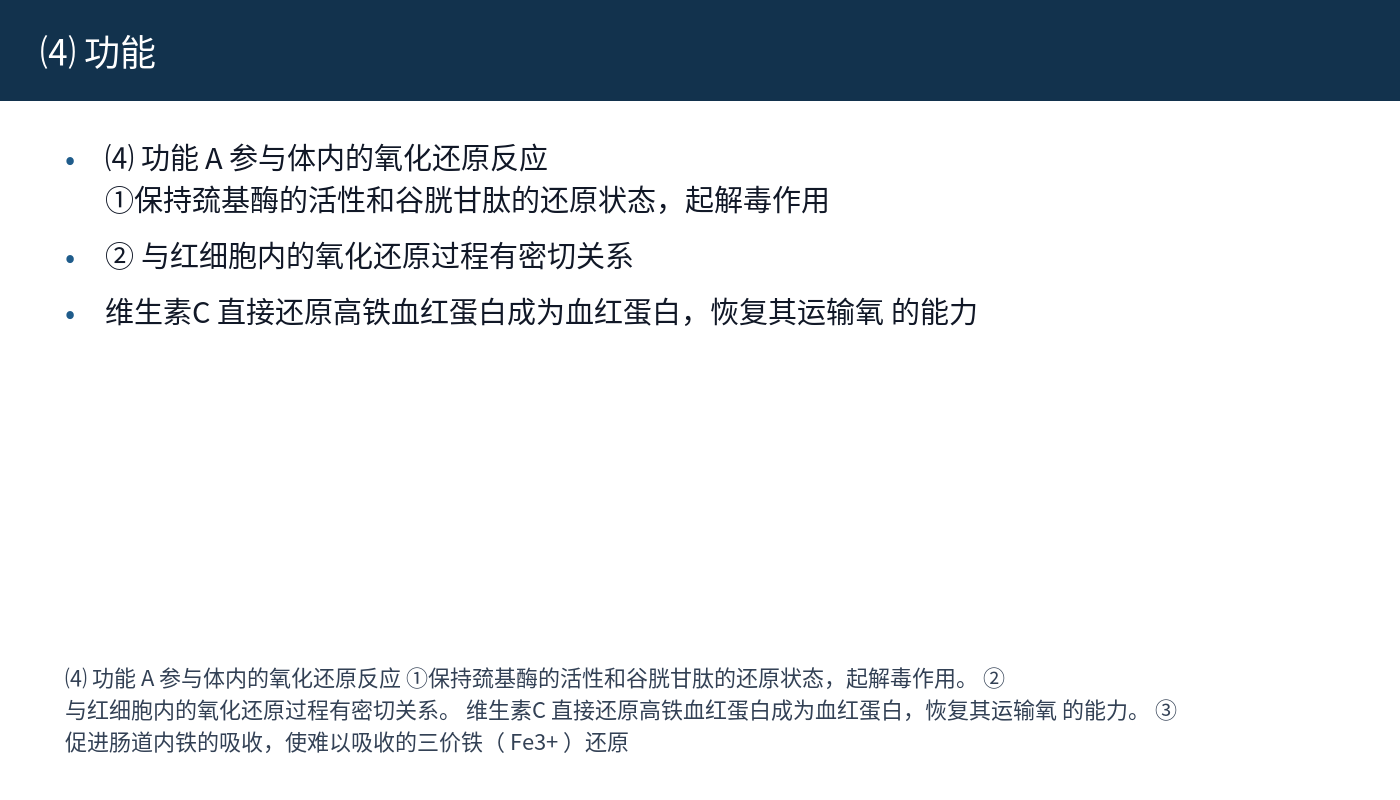 ⑷ 功能
⑷ 功能 A 参与体内的氧化还原反应
①保持巯基酶的活性和谷胱甘肽的还原状态，起解毒作用
② 与红细胞内的氧化还原过程有密切关系
维生素C 直接还原高铁血红蛋白成为血红蛋白，恢复其运输氧 的能力
⑷ 功能 A 参与体内的氧化还原反应 ①保持巯基酶的活性和谷胱甘肽的还原状态，起解毒作用。 ②
与红细胞内的氧化还原过程有密切关系。 维生素C 直接还原高铁血红蛋白成为血红蛋白，恢复其运输氧 的能力。 ③
促进肠道内铁的吸收，使难以吸收的三价铁（ Fe3+ ）还原